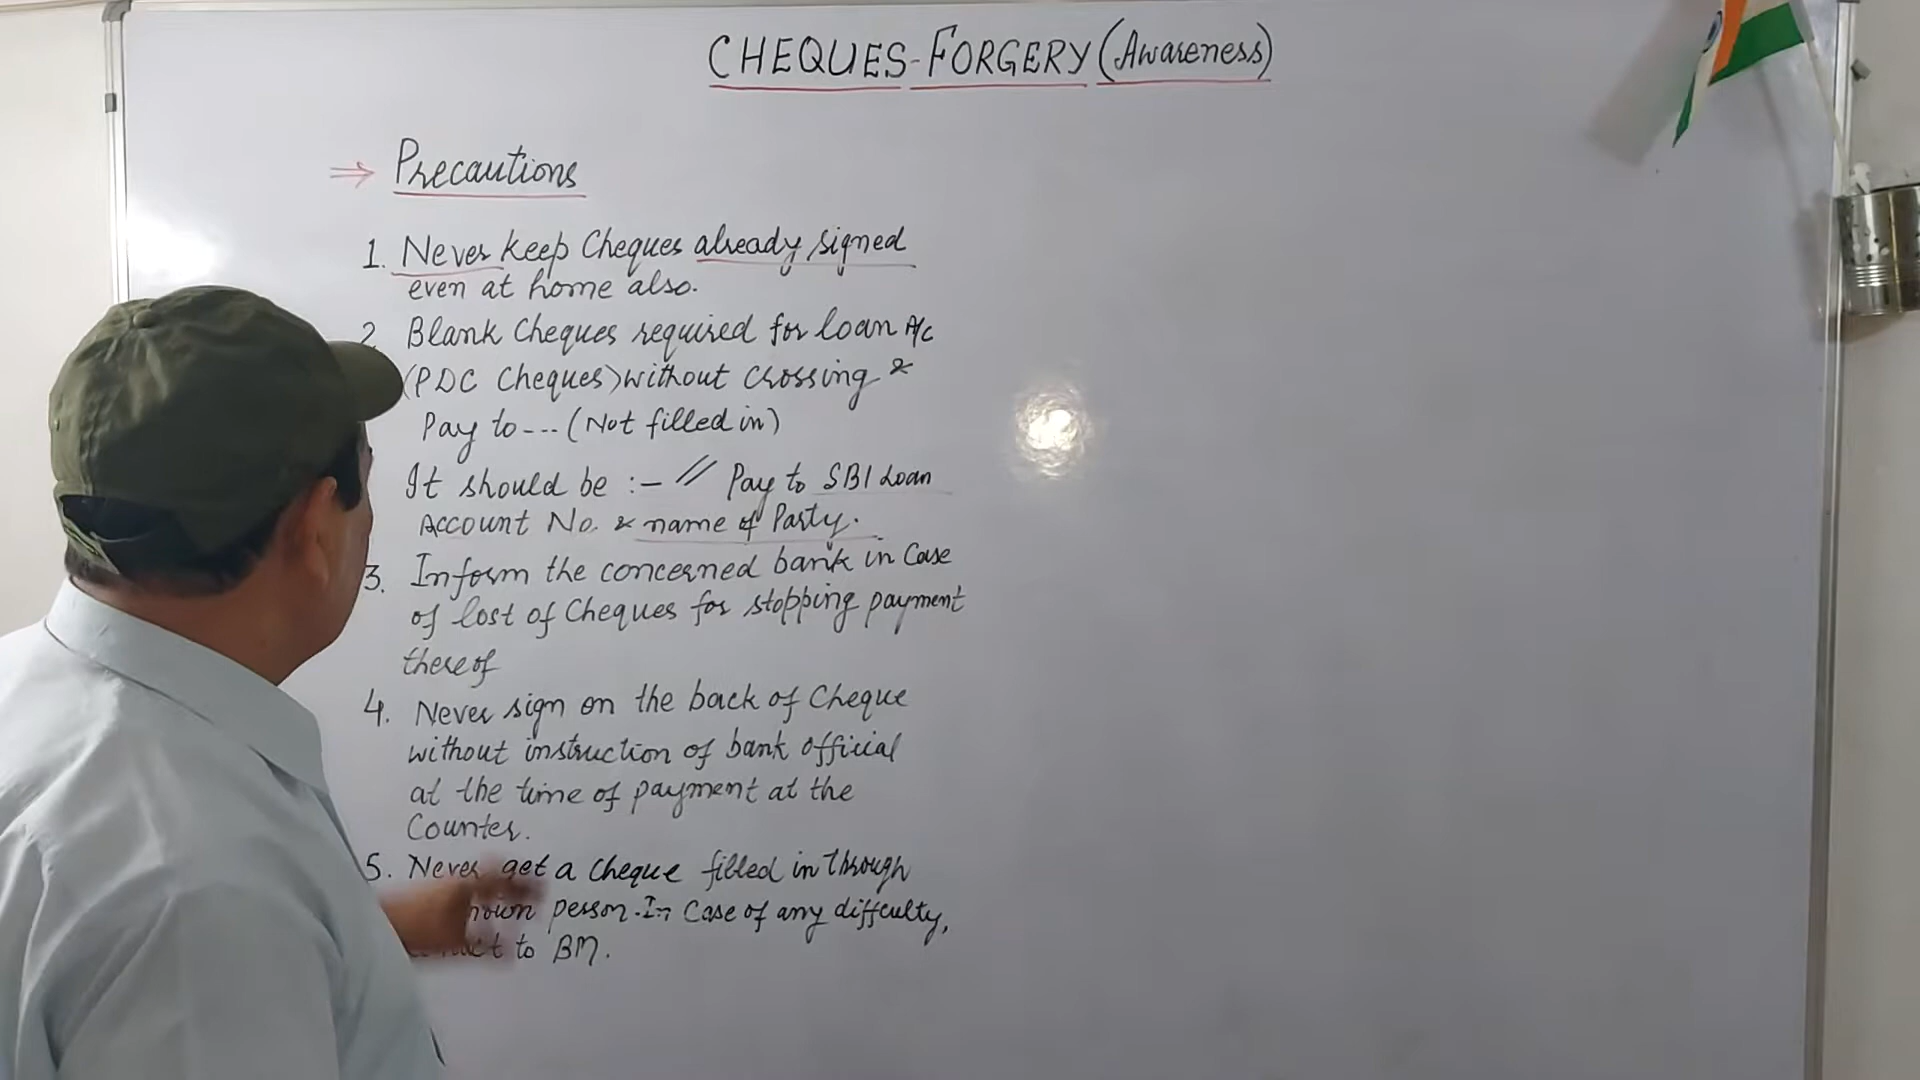 CHEQUES-FORGERY (Awareness)
⇒ Precautions
1. Never keep Cheques already signed
even at home also.
2 Blank Cheques required for loan A/c
(PDC Cheques) without crossing &
Pay to --- (Not filled in)
It should be :- // Pay to SBI Loan
Account No. & name of Party.
3. Inform the concerned bank in Case
of lost of Cheques for stopping payment
thereof
4. Never sign on the back of Cheque
without instruction of bank official
at the time of payment at the
Counter.
5. Never get a cheque filled in through
person. In Case of any difficulty,
to BM.